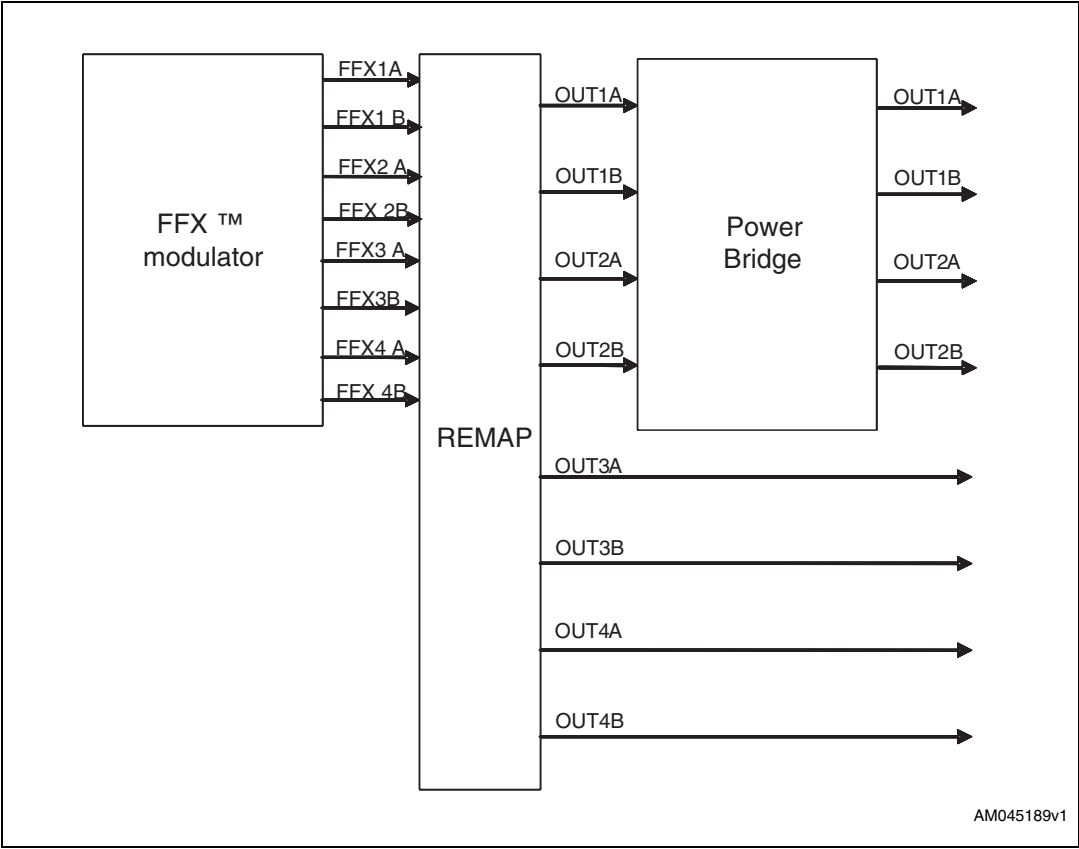 FFX1A
FFX1 B
FFX2 A
FFX 2B
FFX3 A
FFX3B
FFX4 A
FFX 4B
FFX ™
modulator
REMAP
OUT1A
OUT1B
OUT2A
OUT2B
OUT3A
OUT3B
OUT4A
OUT4B
Power
Bridge
OUT1A
OUT1B
OUT2A
OUT2B
AM045189v1